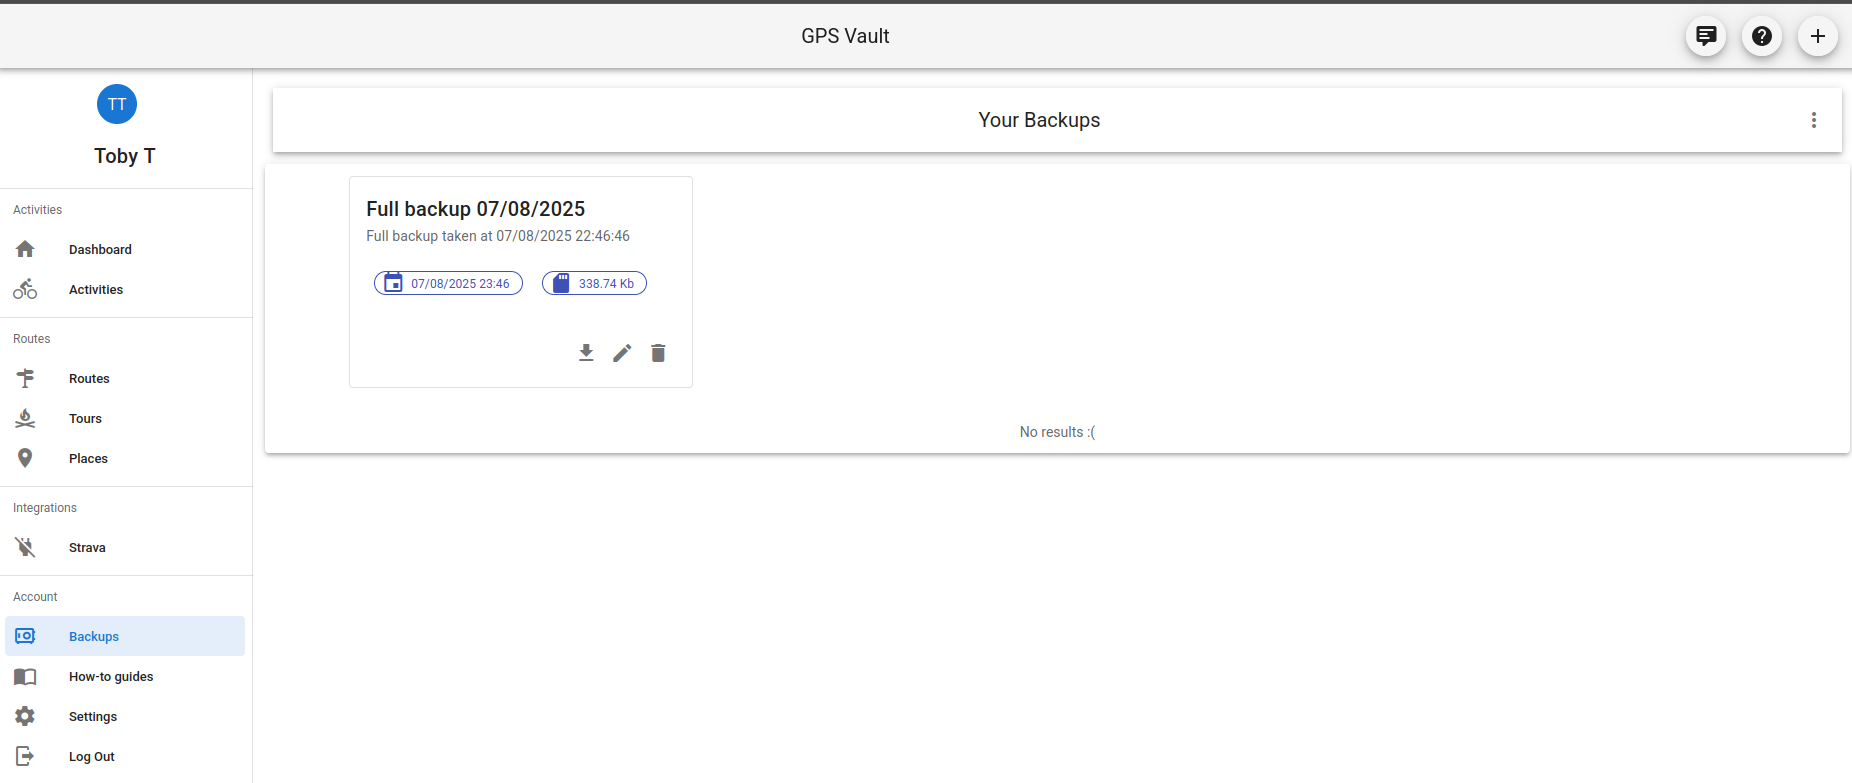 GPS Vault
TT
Toby T
Activities
Dashboard
Activities
Routes
Routes
Tours
Places
Integrations
Strava
Account
Backups
How-to guides
Settings
Log Out
Your Backups
Full backup 07/08/2025
Full backup taken at 07/08/2025 22:46:46
07/08/2025 23:46
338.74 Kb
No results :(